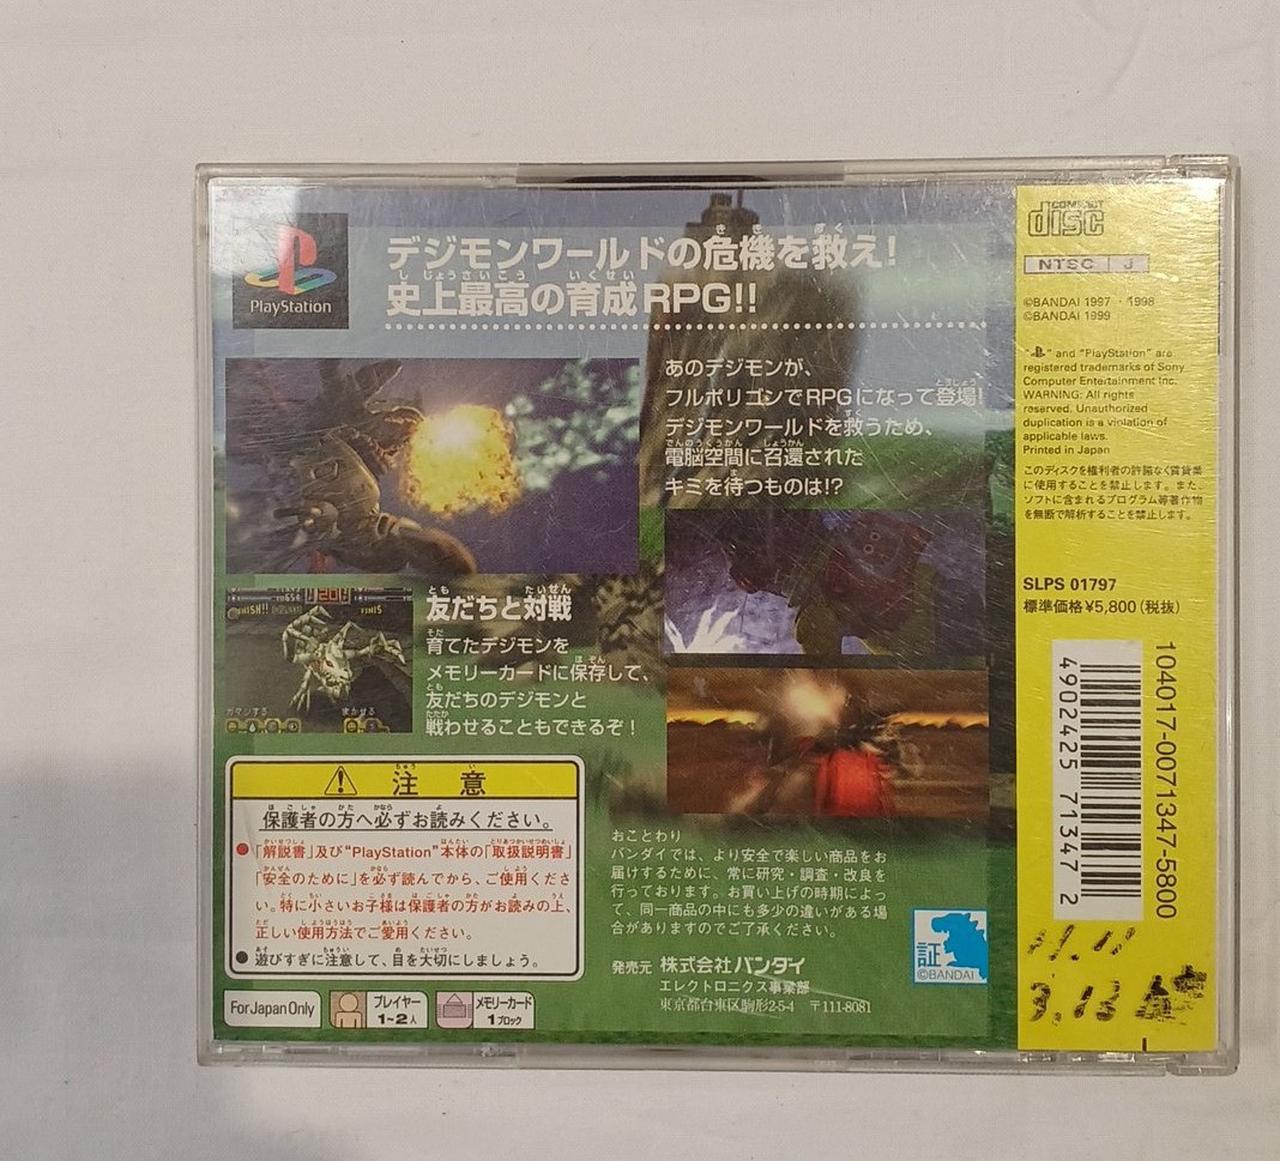 PlayStation
デジモンワールドの危機を救え!
史上最高の育成RPG!!
あのデジモンが、
フルポリゴンでRPGになって登場!
デジモンワールドを救うため、
電脳空間に召還された
キミを待つものは!?
友だちと対戦
育てたデジモンを
メモリーカードに保存して、
友だちのデジモンと
戦わせることもできるぞ!
ガマンする
まかせる
注意
保護者の方へ必ずお読みください。
●「解説書」及び“PlayStation”本体の「取扱説明書」
「安全のために」を必ず読んでから、ご使用くださ
い。特に小さいお子様は保護者の方がお読みの上、
正しい使用方法でご愛用ください。
●遊びすぎに注意して、目を大切にしましょう。
For Japan Only
プレイヤー
1~2人
メモリーカード
1ブロック
おことわり
バンダイでは、より安全で楽しい商品をお
届けするために、常に研究・調査・改良を
行っております。お買い上げの時期によっ
て、同一商品の中にも多少の違いがある場
合がありますのでご了承ください。
発売元 株式会社バンダイ
エレクトロニクス事業部
東京都台東区駒形2-5-4 〒111-8081
証
©BANDAI
COMPACT
disc
NTSC J
©BANDAI 1997・1998
©BANDAI 1999
" " and "PlayStation" are
registered trademarks of Sony
Computer Entertainment Inc.
WARNING: All rights
reserved. Unauthorized
duplication is a violation of
applicable laws.
Printed in Japan
このディスクを権利者の許諾なく賃貸業
に使用することを禁止します。また、
ソフトに含まれるプログラム等著作物
を無断で解析することを禁止します。
SLPS 01797
標準価格¥5,800(税抜)
4902425 71347 2
104017-0071347-5800
11.11
3.13